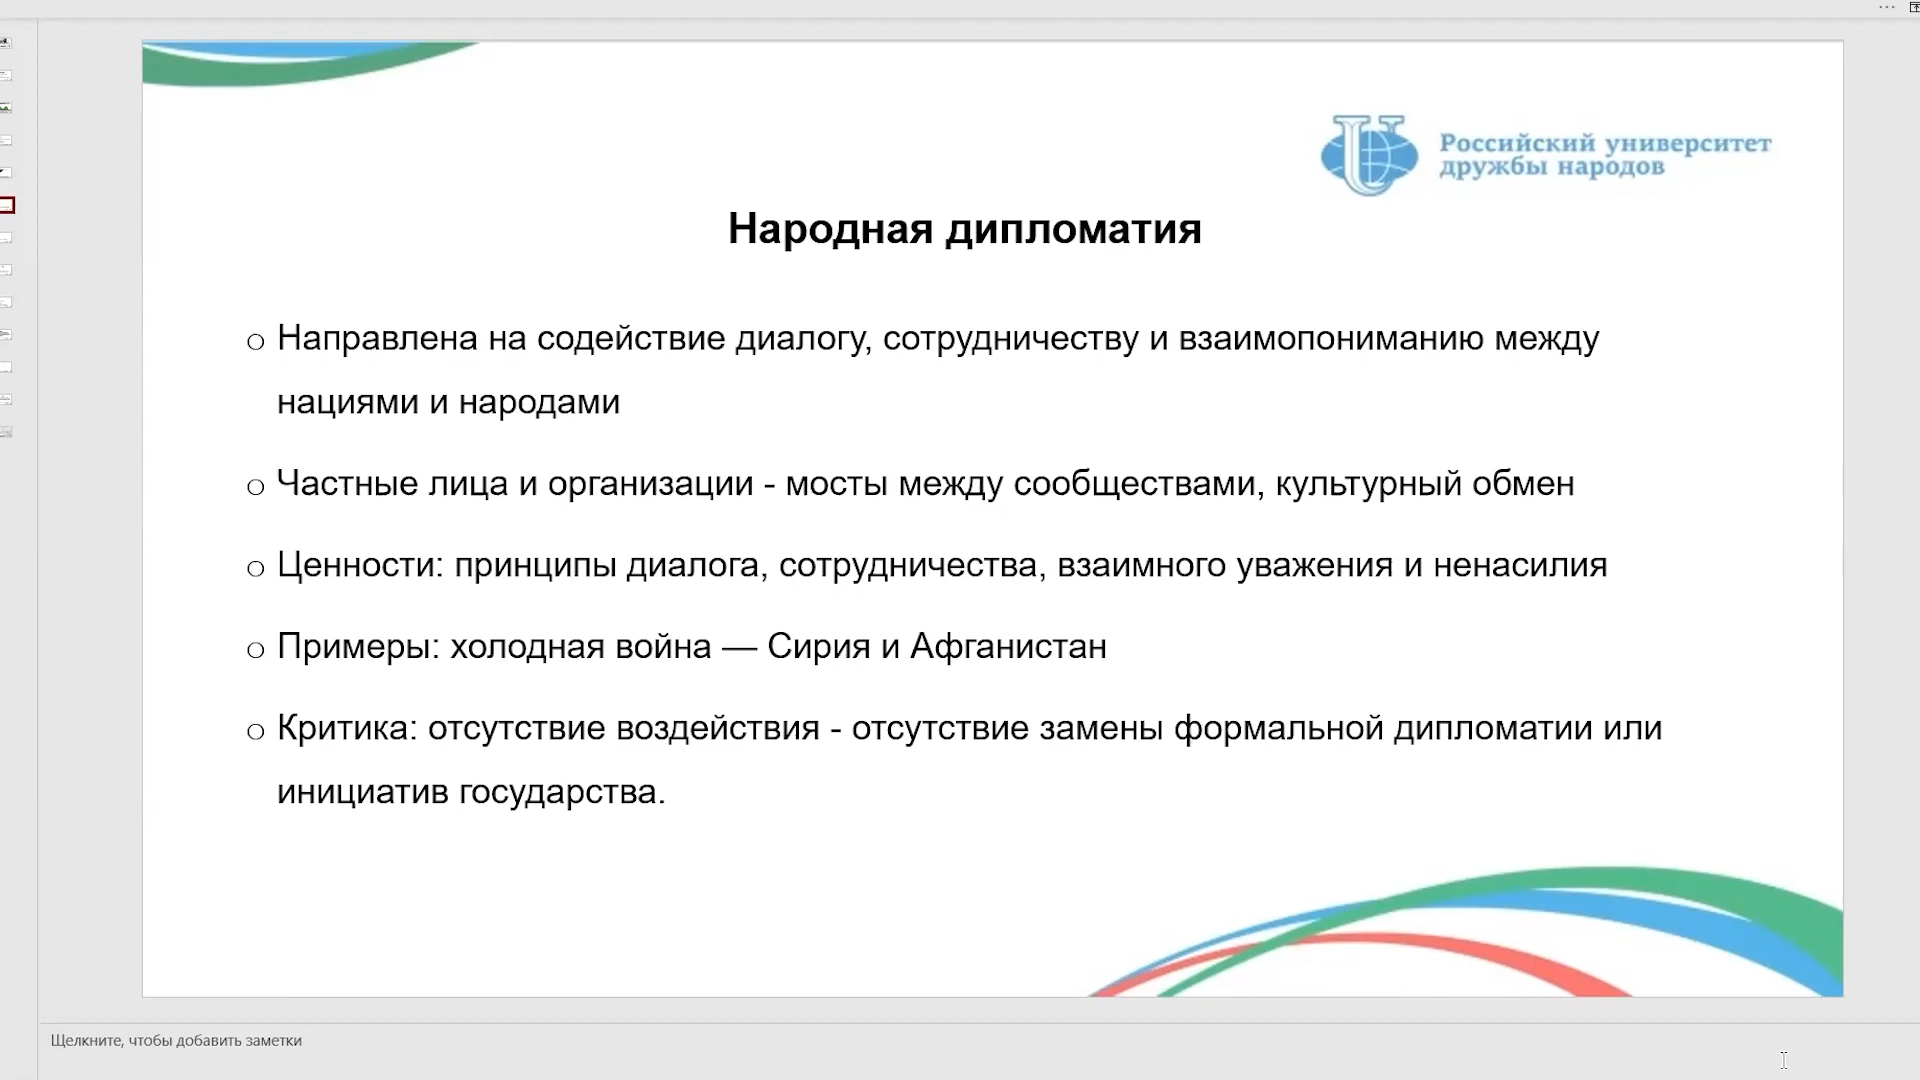 Российский университет
дружбы народов
Народная дипломатия
o Направлена на содействие диалогу, сотрудничеству и взаимопониманию между
нациями и народами
o Частные лица и организации - мосты между сообществами, культурный обмен
o Ценности: принципы диалога, сотрудничества, взаимного уважения и ненасилия
o Примеры: холодная война — Сирия и Афганистан
o Критика: отсутствие воздействия - отсутствие замены формальной дипломатии или
инициатив государства.
Щелкните, чтобы добавить заметки